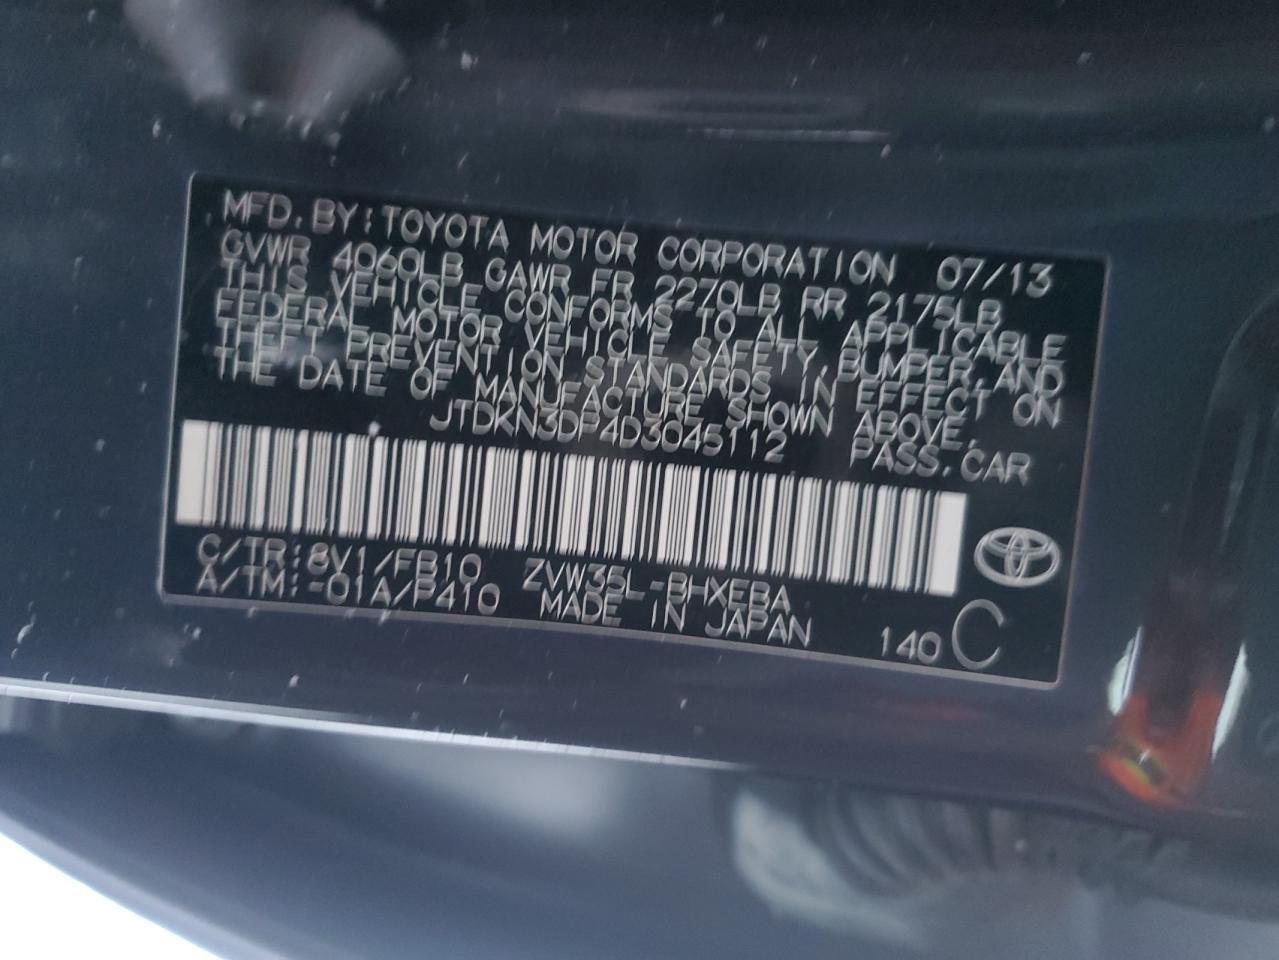 MFD. BY: TOYOTA MOTOR CORPORATION 07/13
GVWR 4060LB GAWR FR 2270LB RR 2175LB
THIS VEHICLE CONFORMS TO ALL APPLICABLE
FEDERAL MOTOR VEHICLE SAFETY, BUMPER, AND
THEFT PREVENTION STANDARDS IN EFFECT ON
THE DATE OF MANUFACTURE SHOWN ABOVE.
JTDKN3DP4D3045112 PASS. CAR
C/TR: 8V1/FB10 ZVW35L-BHXEBA
A/TM: -01A/P410 MADE IN JAPAN 140 C